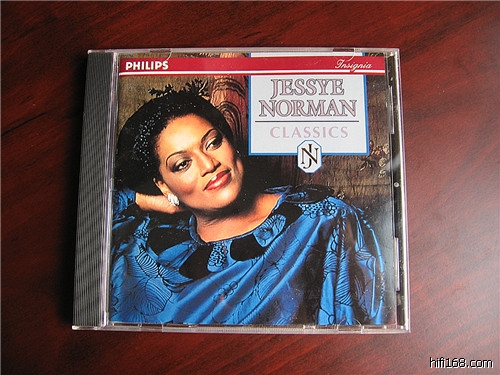 PHILIPS
Insignia
JESSYE
NORMAN
CLASSICS
JN
hifi168.com